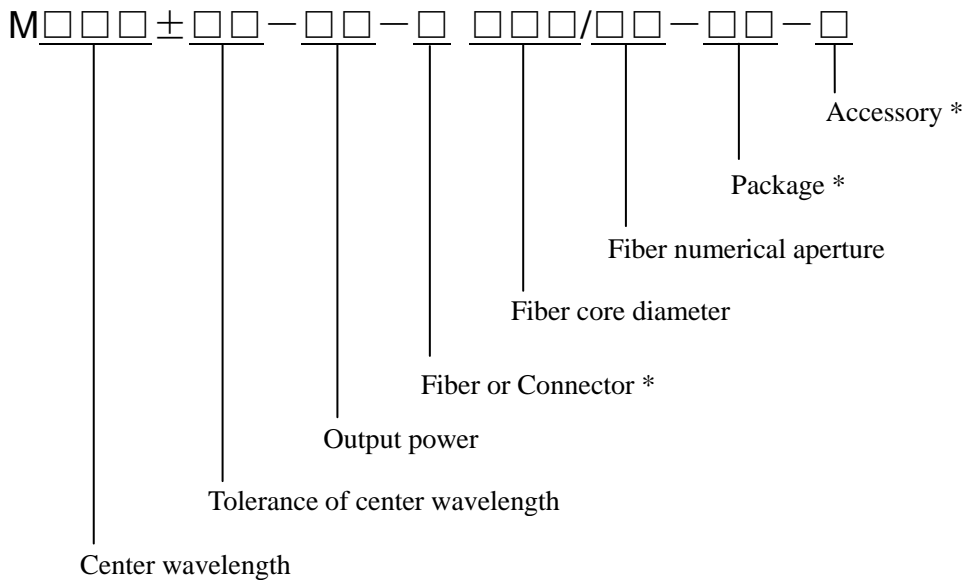 M□□□±□□－□□－□ □□□/□□－□□－□
Accessory *
Package *
Fiber numerical aperture
Fiber core diameter
Fiber or Connector *
Output power
Tolerance of center wavelength
Center wavelength